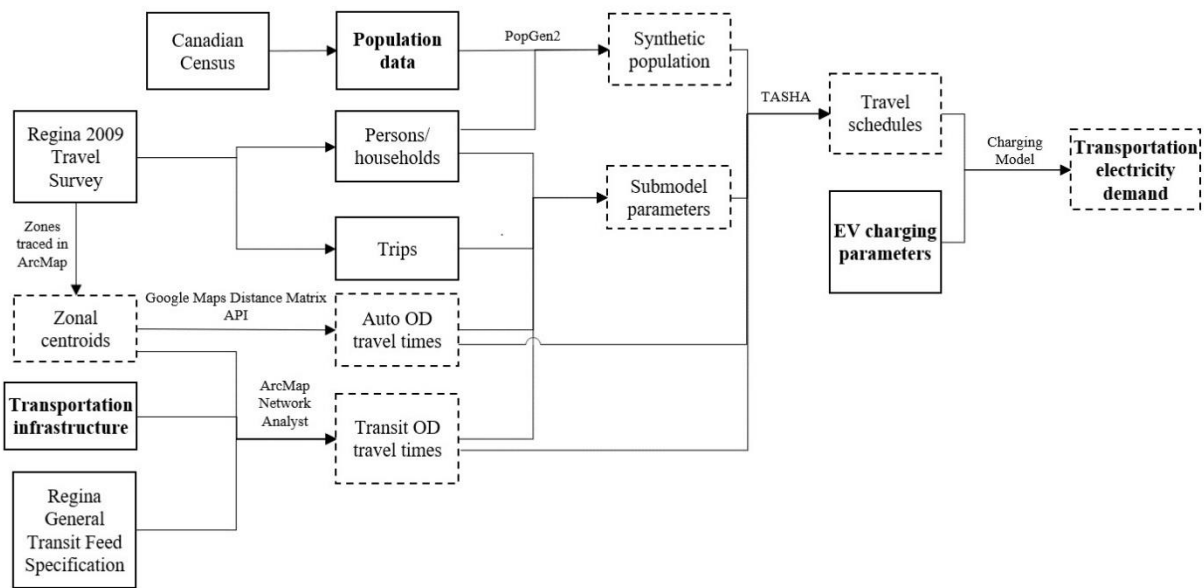 Canadian
Census
Population
data
PopGen2
Synthetic
population
Regina 2009
Travel
Survey
Persons/
households
TASHA
Travel
schedules
Charging
Model
Transportation
electricity
demand
Submodel
parameters
Trips
EV charging
parameters
Zones
traced in
ArcMap
Zonal
centroids
Google Maps Distance Matrix
API
Auto OD
travel times
Transportation
infrastructure
ArcMap
Network
Analyst
Transit OD
travel times
Regina
General
Transit Feed
Specification